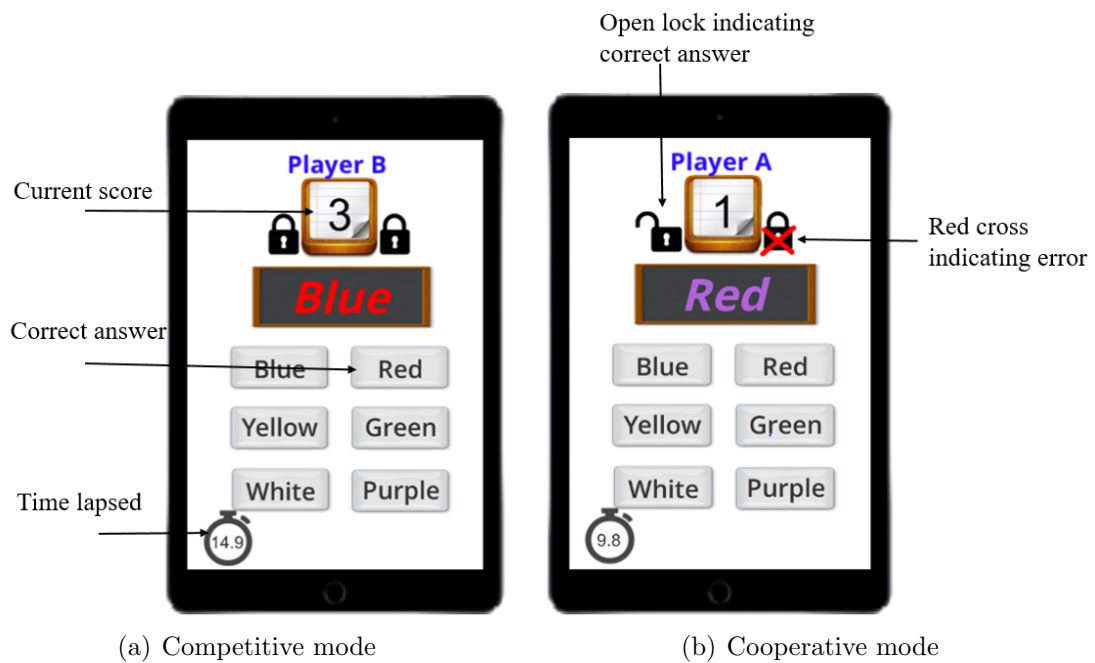 Open lock indicating
correct answer
Player B
Player A
Current score
3
1
Red cross
indicating error
Blue
Red
Correct answer
Blue
Red
Blue
Red
Yellow
Green
Yellow
Green
White
Purple
White
Purple
Time lapsed
14.9
9.8
(a) Competitive mode
(b) Cooperative mode